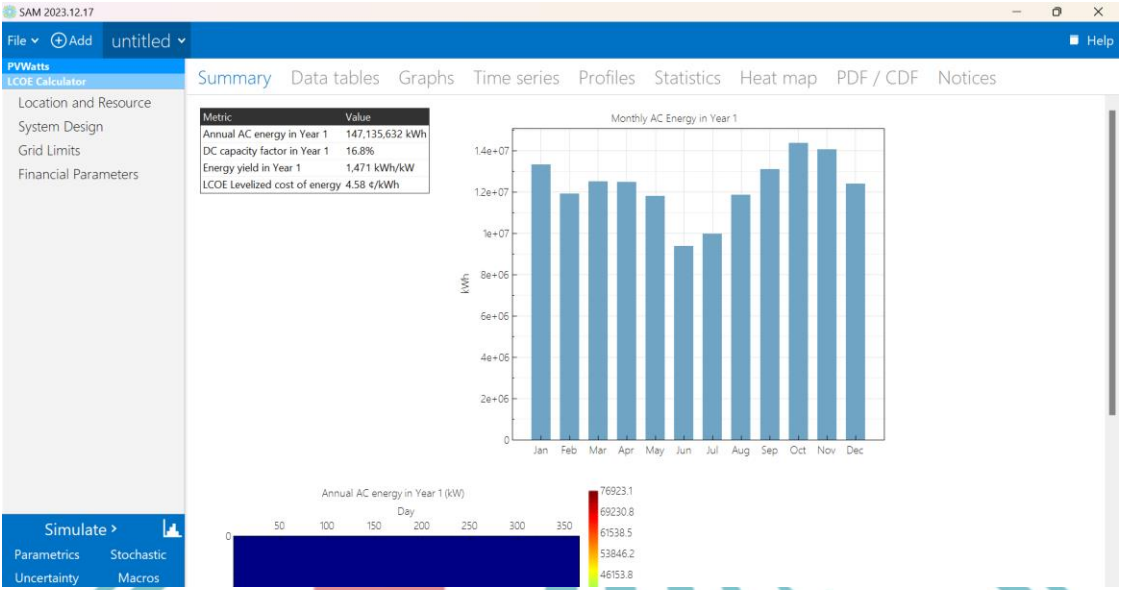 SAM 2023.12.17
File Add untitled Help
PVWatts
LCOE Calculator
Location and Resource
System Design
Grid Limits
Financial Parameters
Simulate >
Parametrics Stochastic
Uncertainty Macros
Summary Data tables Graphs Time series Profiles Statistics Heat map PDF / CDF Notices
Metric Value
Annual AC energy in Year 1 147,135,632 kWh
DC capacity factor in Year 1 16.8%
Energy yield in Year 1 1,471 kWh/kW
LCOE Levelized cost of energy 4.58 ¢/kWh
Monthly AC Energy in Year 1
1.4e+07
12e+07
1e+07
8e+06
6e+06
4e+06
2e+06
0
kWh
Jan Feb Mar Apr May Jun Jul Aug Sep Oct Nov Dec
Annual AC energy in Year 1 (kW)
Day
50 100 150 200 250 300 350
0
76923.1
69230.8
61538.5
53846.2
46153.8